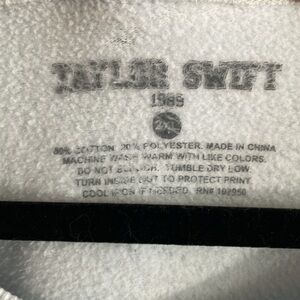 TAYLOR SWIFT
1989
80% COTTON 20% POLYESTER. MADE IN CHINA
MACHINE WASH WARM WITH LIKE COLORS.
DO NOT BLEACH. TUMBLE DRY LOW.
TURN INSIDE OUT TO PROTECT PRINT
COOL IRON IF NEEDED. RN# 102950